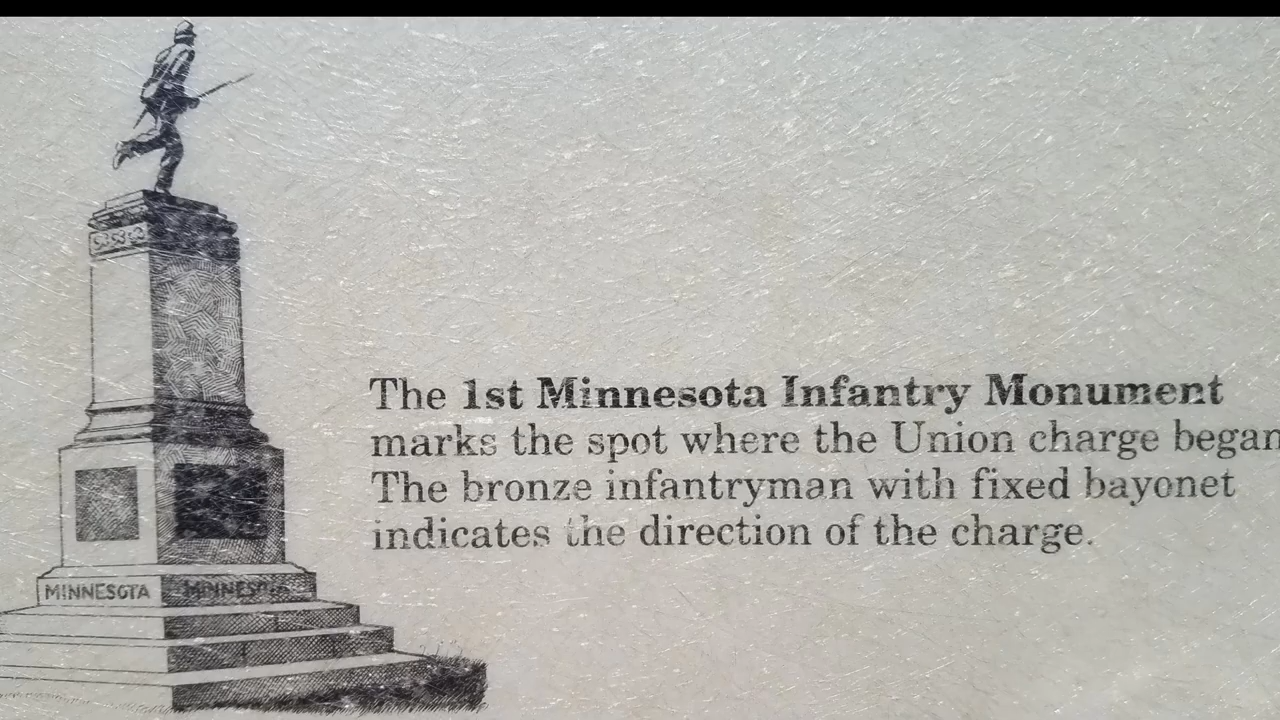 The 1st Minnesota Infantry Monument
marks the spot where the Union charge began
The bronze infantryman with fixed bayonet
indicates the direction of the charge.
MINNESOTA MINNESOTA